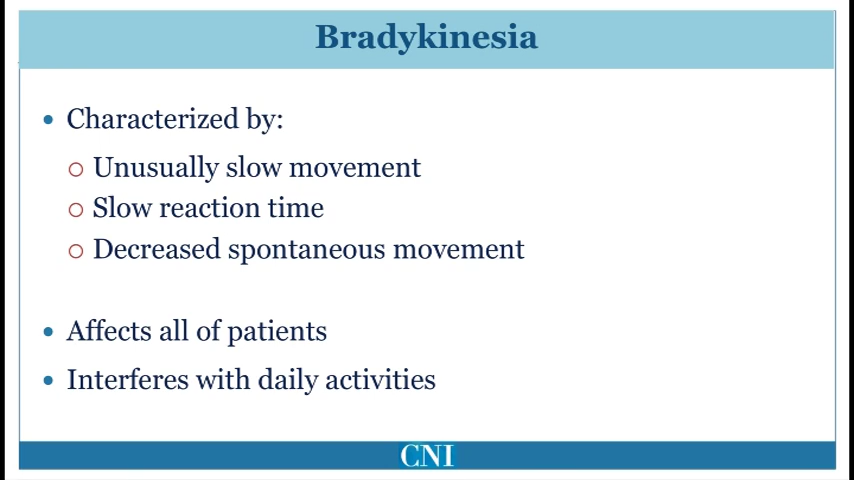 Bradykinesia
• Characterized by:
○ Unusually slow movement
○ Slow reaction time
○ Decreased spontaneous movement
• Affects all of patients
• Interferes with daily activities
CNI